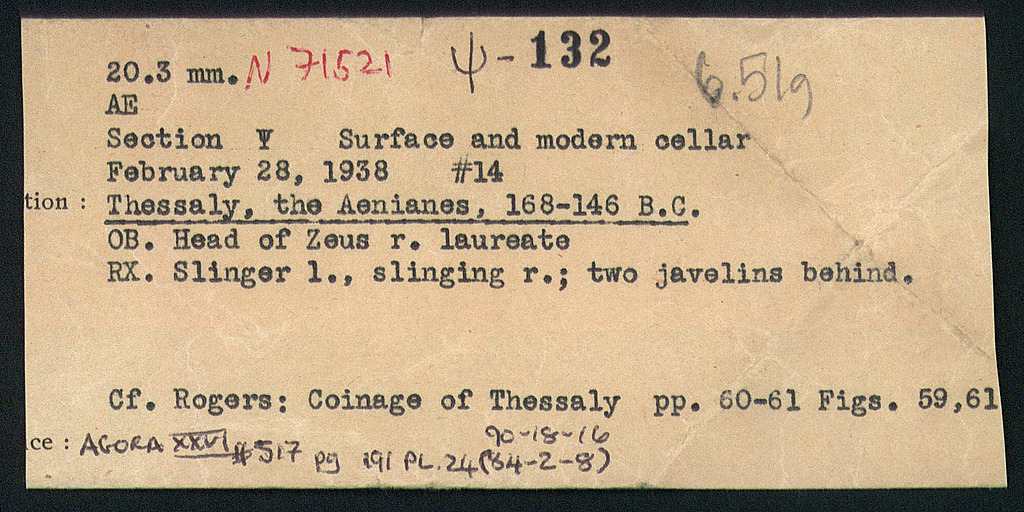 20.3 mm. N 71521 Ψ-132 6.51g
AE
Section Ψ Surface and modern cellar
February 28, 1938 #14
tion : Thessaly, the Aenianes, 168-146 B.C.
OB. Head of Zeus r. laureate
RX. Slinger l., slinging r.; two javelins behind.
Cf. Rogers: Coinage of Thessaly pp. 60-61 Figs. 59,61
90-18-16
ce : AGORA XXVI #517 pg 191 PL.24 (84-2-8)